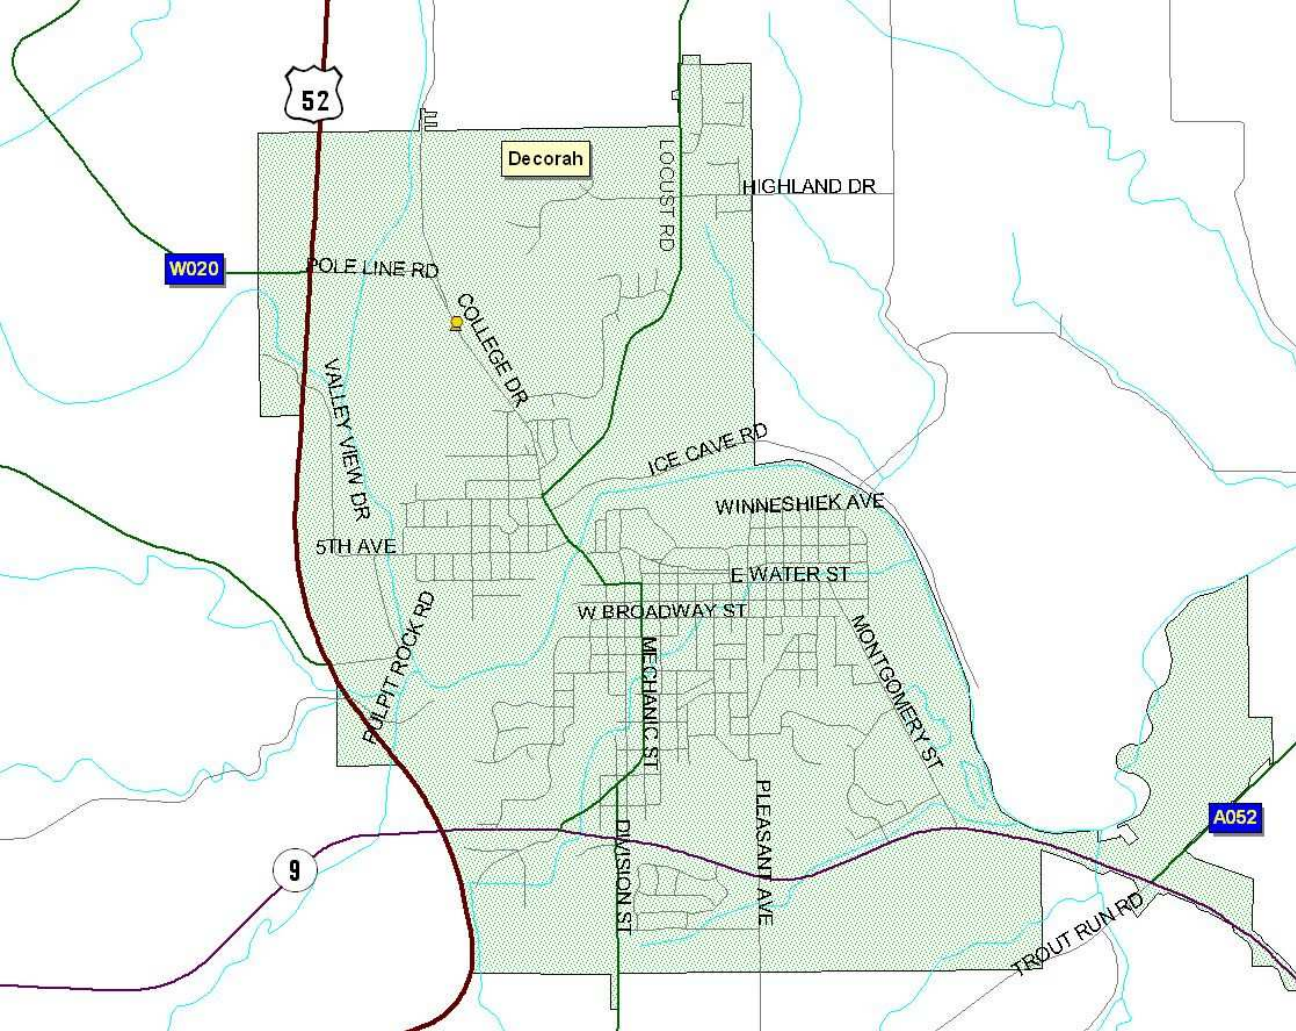 52
Decorah
LOCUST RD
HIGHLAND DR
W020
POLE LINE RD
COLLEGE DR
VALLEY VIEW DR
ICE CAVE RD
WINNESHIEK AVE
5TH AVE
E WATER ST
W BROADWAY ST
PULPIT ROCK RD
MECHANIC ST
MONTGOMERY ST
PLEASANT AVE
A052
DIVISION ST
9
TROUT RUN RD